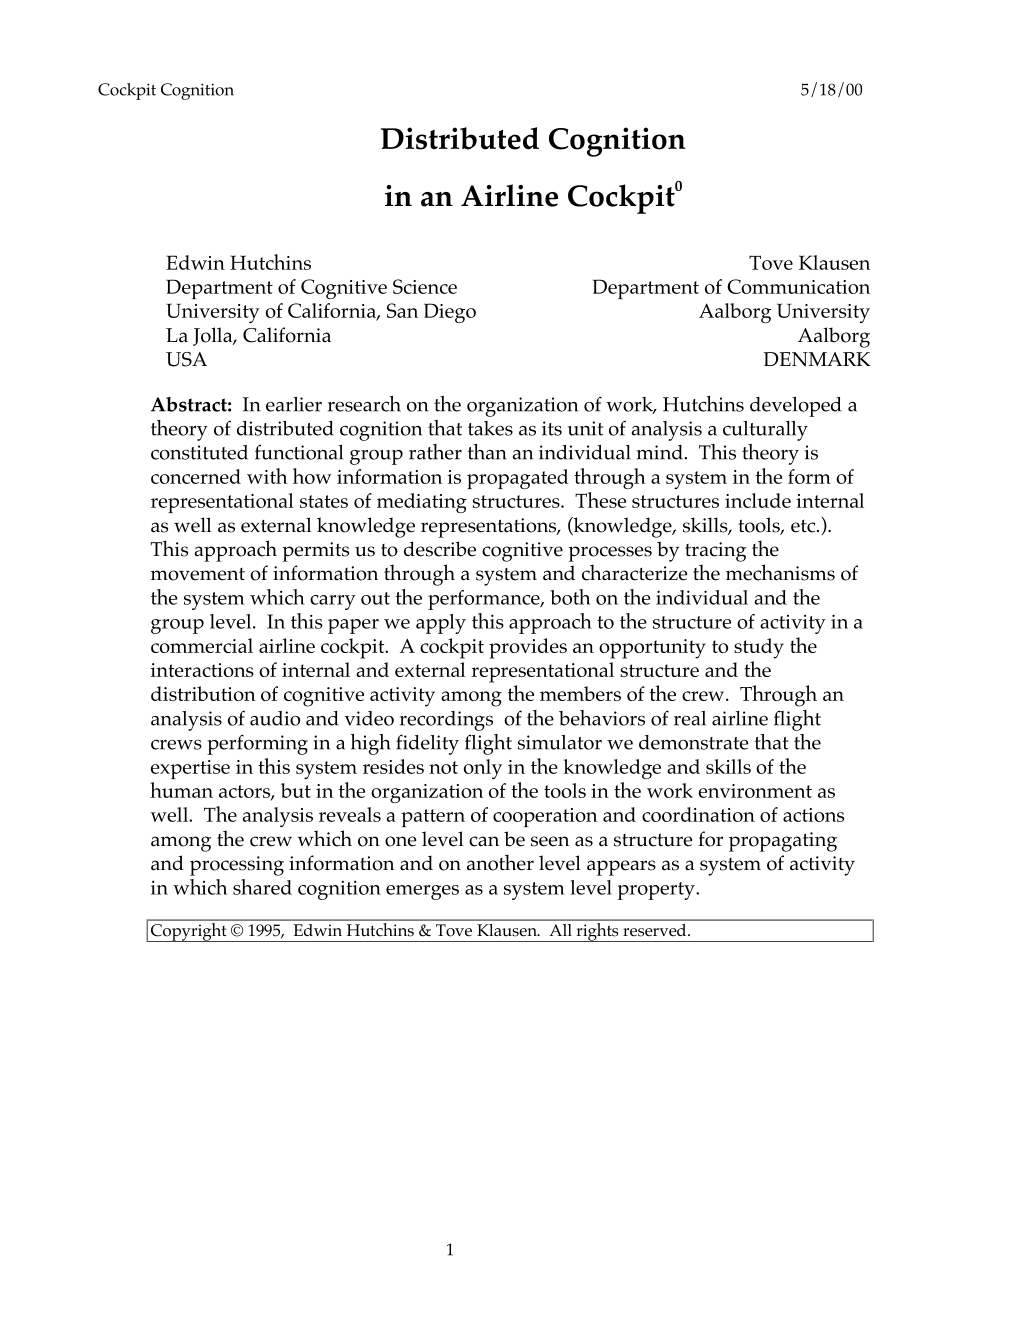 Cockpit Cognition 5/18/00
Distributed Cognition
in an Airline Cockpit0
Edwin Hutchins Tove Klausen
Department of Cognitive Science Department of Communication
University of California, San Diego Aalborg University
La Jolla, California Aalborg
USA DENMARK
Abstract: In earlier research on the organization of work, Hutchins developed a
theory of distributed cognition that takes as its unit of analysis a culturally
constituted functional group rather than an individual mind. This theory is
concerned with how information is propagated through a system in the form of
representational states of mediating structures. These structures include internal
as well as external knowledge representations, (knowledge, skills, tools, etc.).
This approach permits us to describe cognitive processes by tracing the
movement of information through a system and characterize the mechanisms of
the system which carry out the performance, both on the individual and the
group level. In this paper we apply this approach to the structure of activity in a
commercial airline cockpit. A cockpit provides an opportunity to study the
interactions of internal and external representational structure and the
distribution of cognitive activity among the members of the crew. Through an
analysis of audio and video recordings of the behaviors of real airline flight
crews performing in a high fidelity flight simulator we demonstrate that the
expertise in this system resides not only in the knowledge and skills of the
human actors, but in the organization of the tools in the work environment as
well. The analysis reveals a pattern of cooperation and coordination of actions
among the crew which on one level can be seen as a structure for propagating
and processing information and on another level appears as a system of activity
in which shared cognition emerges as a system level property.
Copyright © 1995, Edwin Hutchins & Tove Klausen. All rights reserved.
1